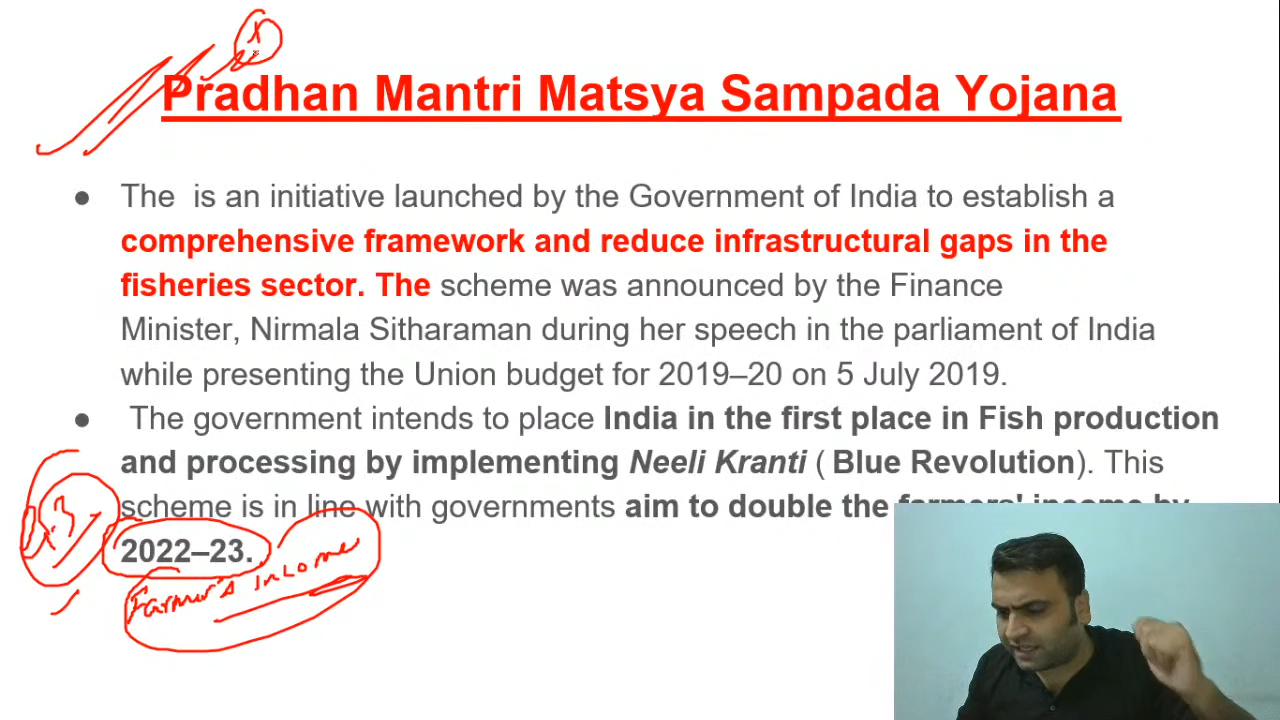 Pradhan Mantri Matsya Sampada Yojana
● The is an initiative launched by the Government of India to establish a
comprehensive framework and reduce infrastructural gaps in the
fisheries sector. The scheme was announced by the Finance
Minister, Nirmala Sitharaman during her speech in the parliament of India
while presenting the Union budget for 2019–20 on 5 July 2019.
● The government intends to place India in the first place in Fish production
and processing by implementing Neeli Kranti ( Blue Revolution). This
scheme is in line with governments aim to double the farmers' income by
2022–23.
Farmer's Income